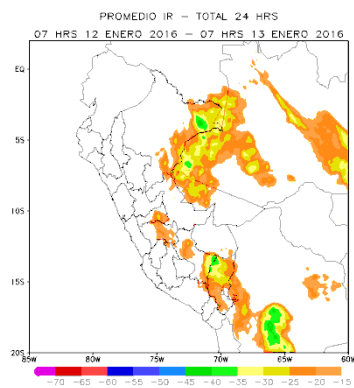 PROMEDIO IR – TOTAL 24 HRS
07 HRS 12 ENERO 2016 – 07 HRS 13 ENERO 2016
EQ
5S
10S
15S
20S
85W 80W 75W 70W 65W 60W
-70 -65 -60 -55 -50 -45 -40 -35 -30 -25 -20 -15